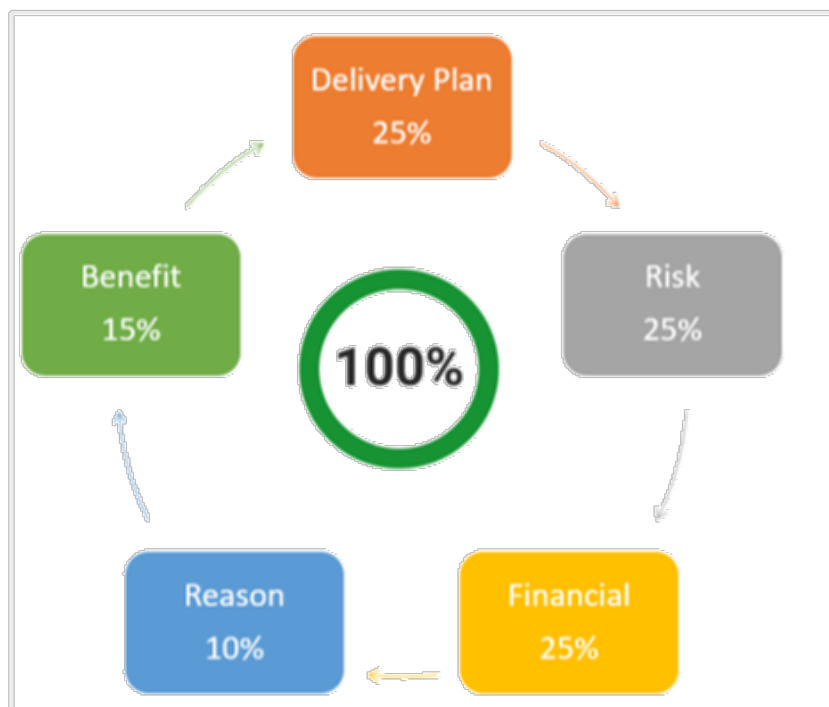 Delivery Plan
25%
Benefit
15%
Risk
25%
100%
Reason
10%
Financial
25%